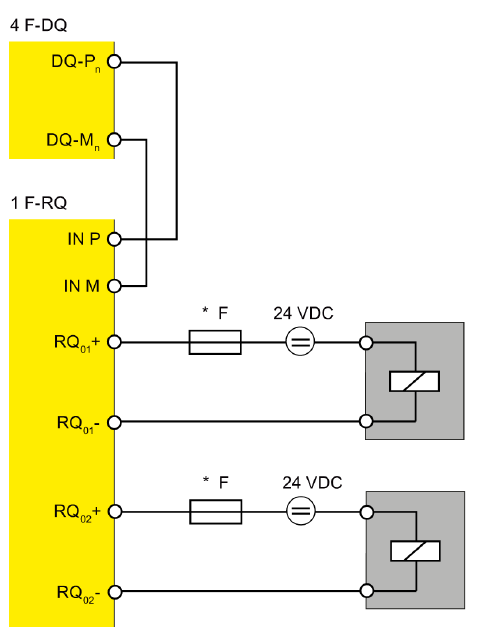 4 F-DQ
DQ-Pn
DQ-Mn
1 F-RQ
IN P
IN M
* F 24 VDC
RQ01+
RQ01-
* F 24 VDC
RQ02+
RQ02-